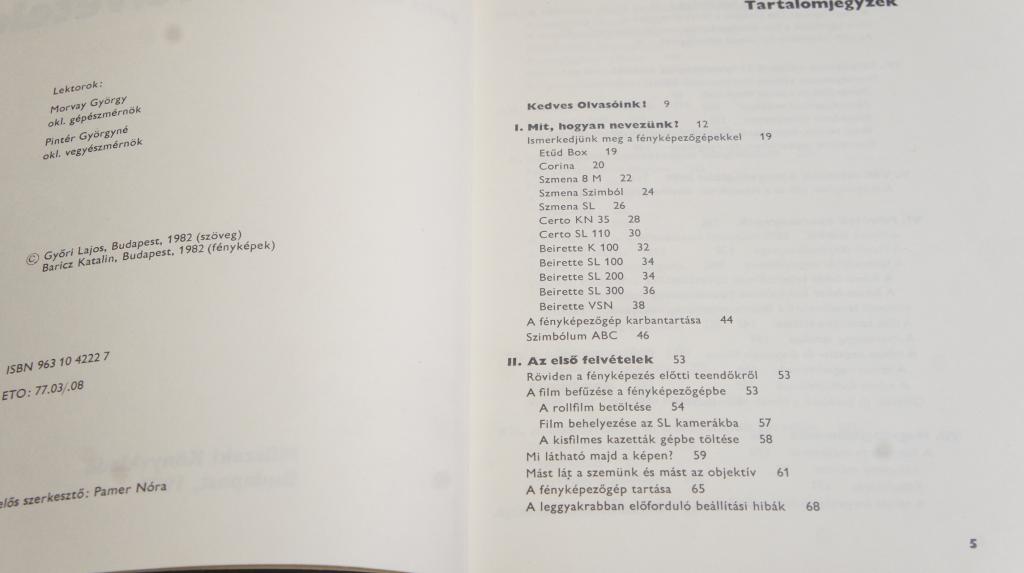 Lektorok:
Morvay György
okl. gépészmérnök
Pintér Györgyné
okl. vegyészmérnök
© Győri Lajos, Budapest, 1982 (szöveg)
Baricz Katalin, Budapest, 1982 (fényképek)
ISBN 963 10 4222 7
ETO: 77.03/.08
elős szerkesztő: Pamer Nóra
Tartalomjegyzék
Kedves Olvasóink! 9
I. Mit, hogyan nevezünk? 12
Ismerkedjünk meg a fényképezőgépekkel 19
Etűd Box 19
Corina 20
Szmena 8 M 22
Szmena Szimból 24
Szmena SL 26
Certo KN 35 28
Certo SL 110 30
Beirette K 100 32
Beirette SL 100 34
Beirette SL 200 34
Beirette SL 300 36
Beirette VSN 38
A fényképezőgép karbantartása 44
Szimbólum ABC 46
II. Az első felvételek 53
Röviden a fényképezés előtti teendőkről 53
A film befűzése a fényképezőgépbe 53
A rollfilm betöltése 54
Film behelyezése az SL kamerákba 57
A kisfilmes kazetták gépbe töltése 58
Mi látható majd a képen? 59
Mást lát a szemünk és mást az objektív 61
A fényképezőgép tartása 65
A leggyakrabban előforduló beállítási hibák 68
5